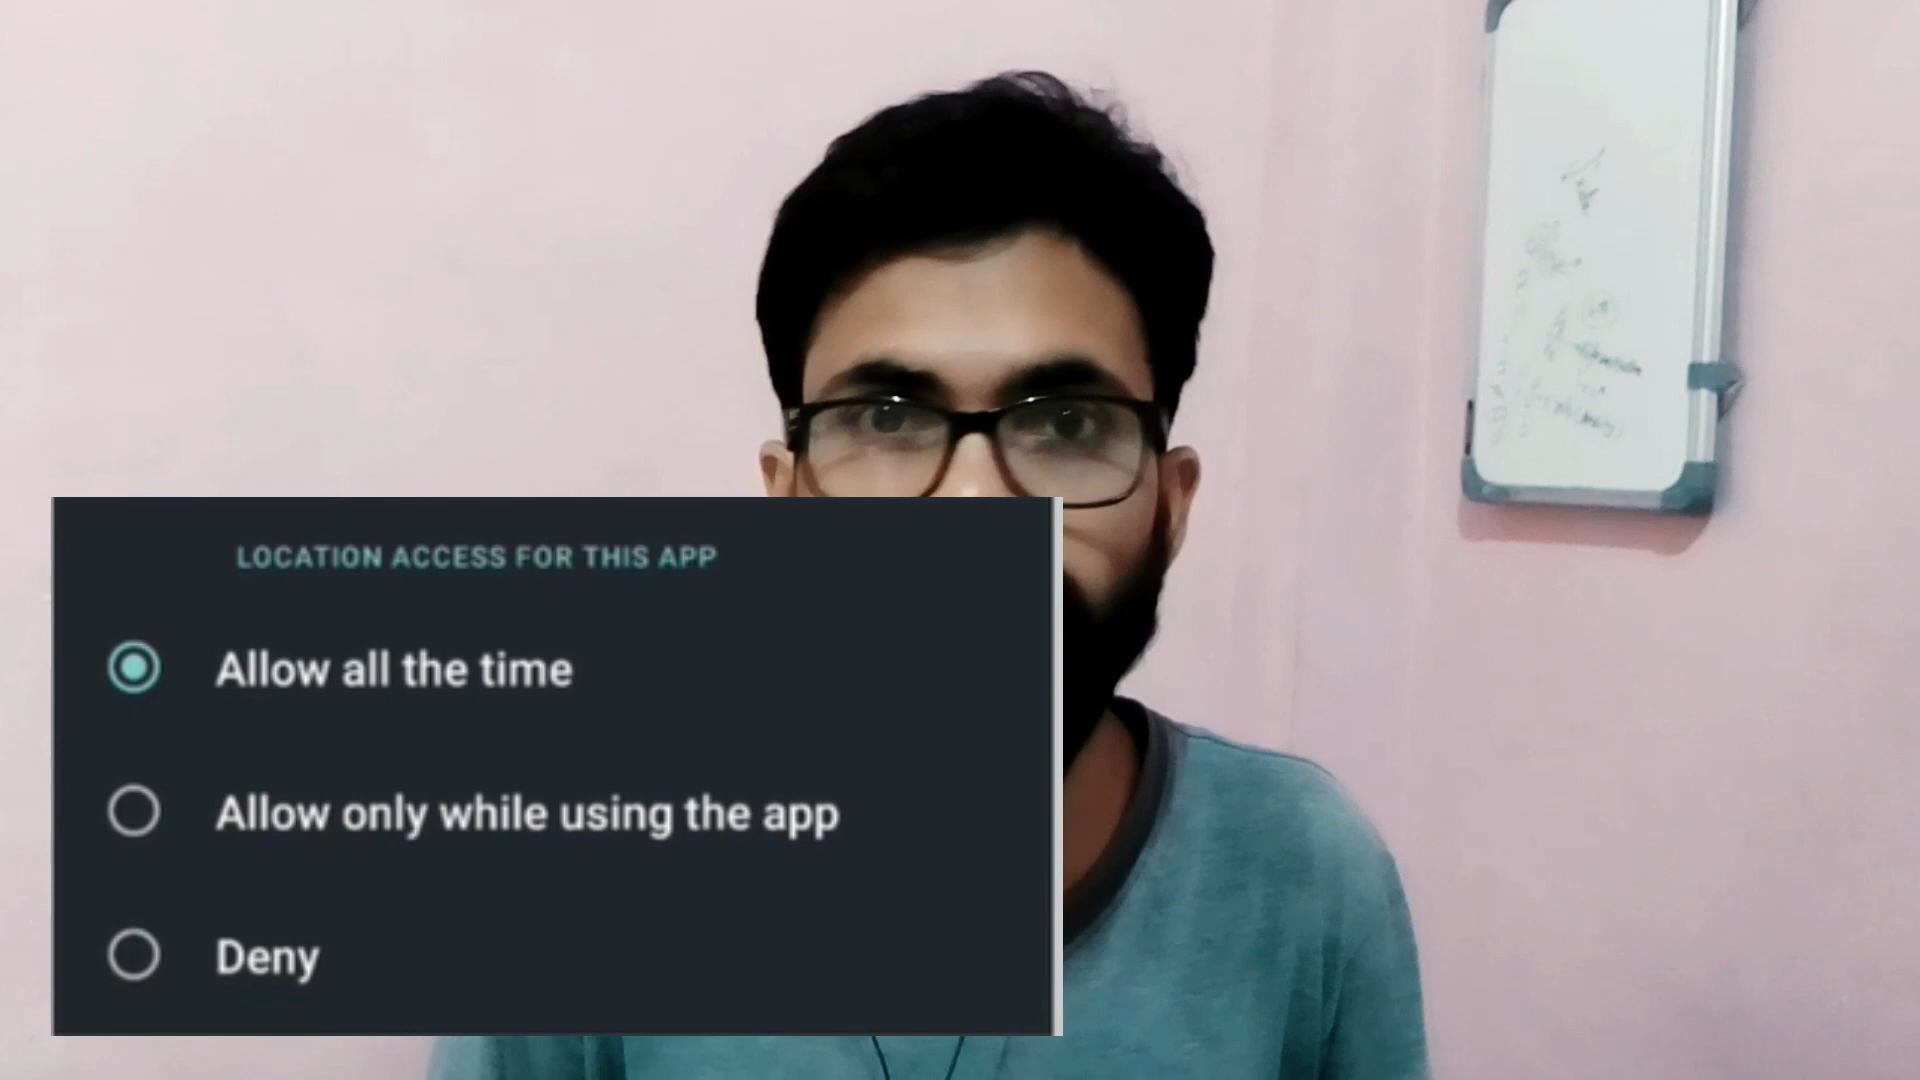 LOCATION ACCESS FOR THIS APP
Allow all the time
Allow only while using the app
Deny